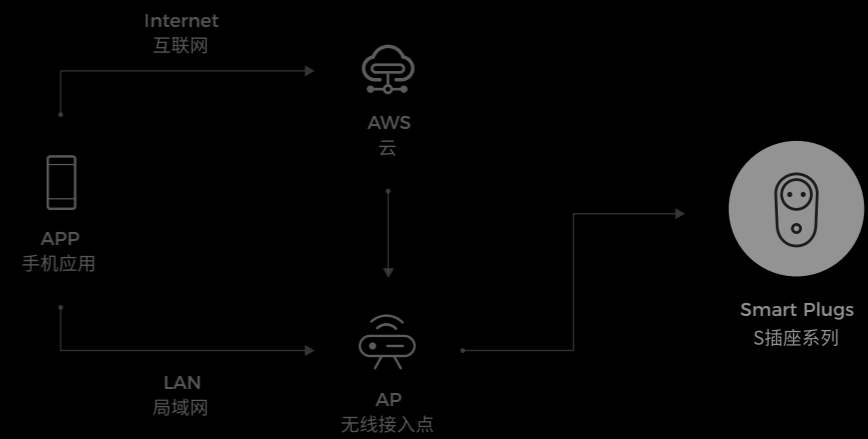 Internet
互联网
AWS
云
APP
手机应用
Smart Plugs
S插座系列
LAN
局域网
AP
无线接入点